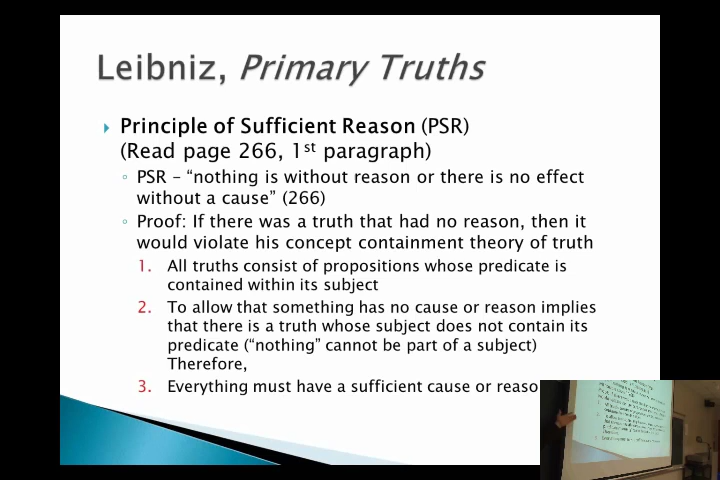 Leibniz, Primary Truths
Principle of Sufficient Reason (PSR)
(Read page 266, 1st paragraph)
PSR – “nothing is without reason or there is no effect
without a cause” (266)
Proof: If there was a truth that had no reason, then it
would violate his concept containment theory of truth
1. All truths consist of propositions whose predicate is
contained within its subject
2. To allow that something has no cause or reason implies
that there is a truth whose subject does not contain its
predicate (“nothing” cannot be part of a subject)
Therefore,
3. Everything must have a sufficient cause or reaso